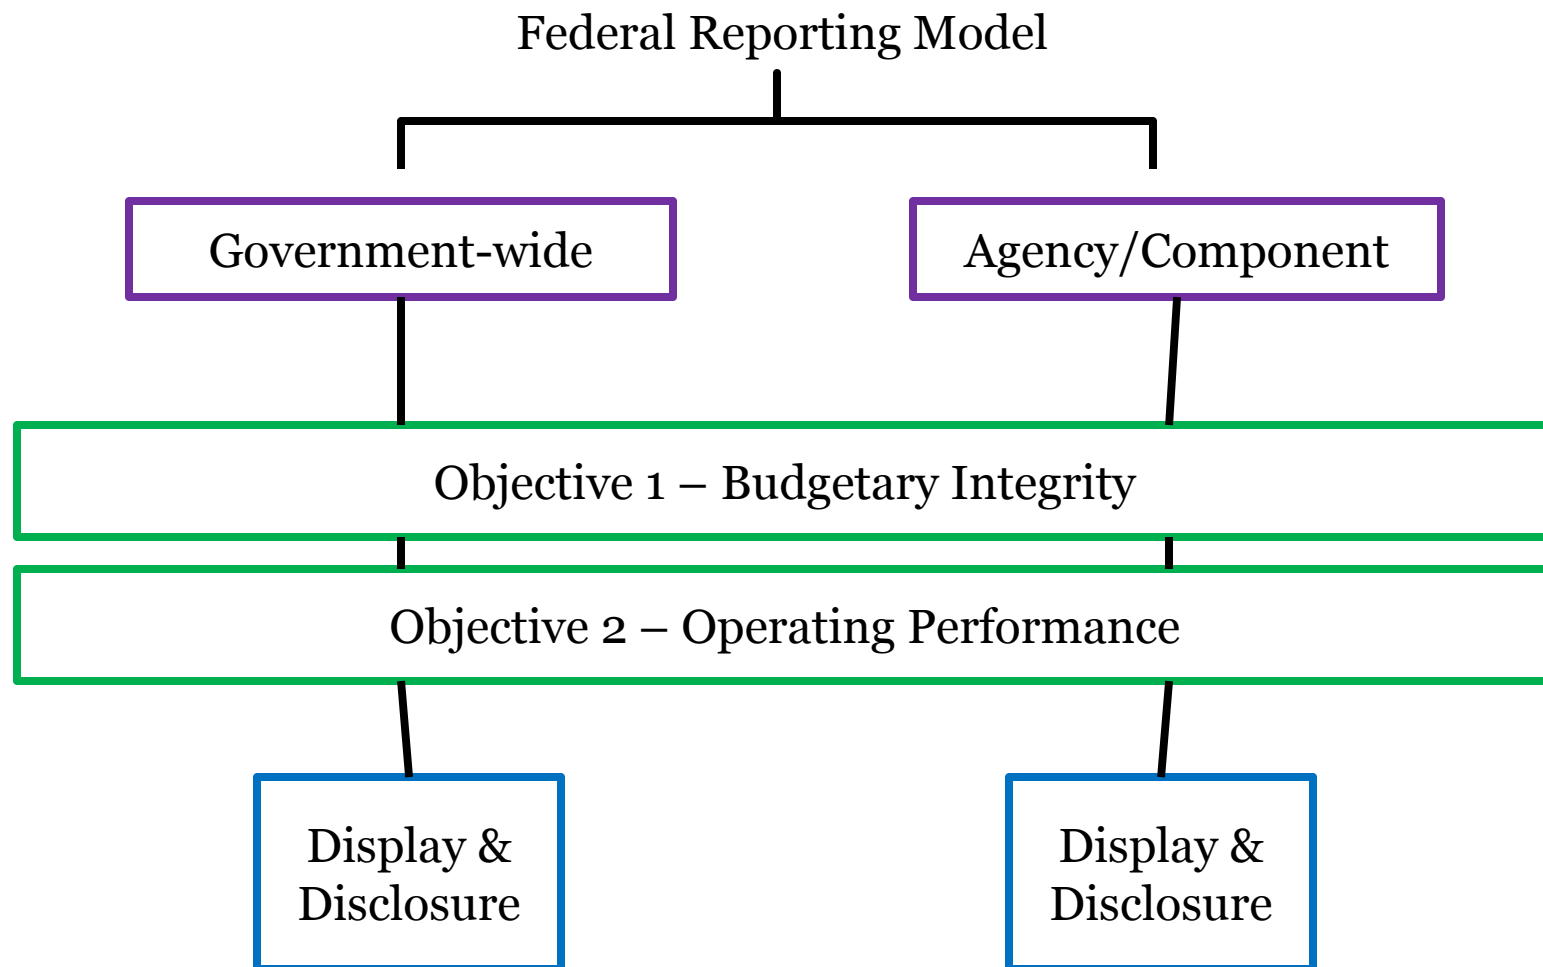 Federal Reporting Model
Government-wide
Agency/Component
Objective 1 – Budgetary Integrity
Objective 2 – Operating Performance
Display &
Disclosure
Display &
Disclosure